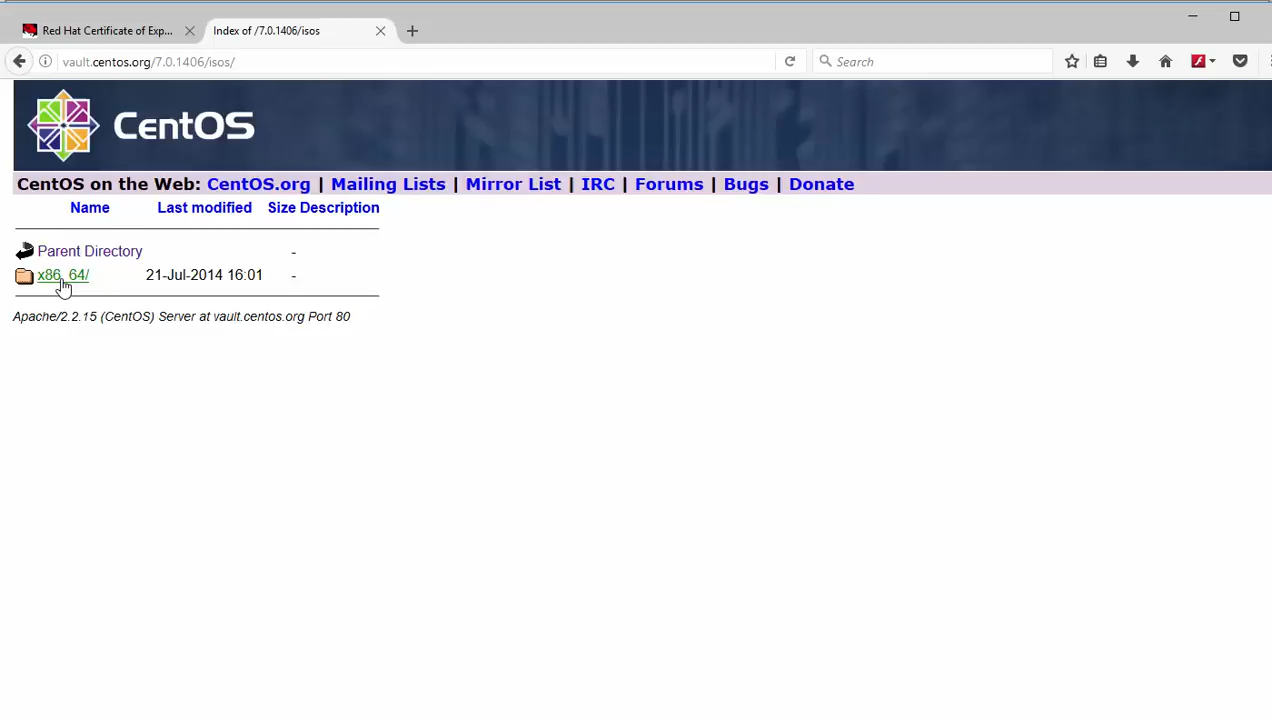 Red Hat Certificate of Exp...
Index of /7.0.1406/isos
vault.centos.org/7.0.1406/isos/
Search
CentOS
CentOS on the Web: CentOS.org | Mailing Lists | Mirror List | IRC | Forums | Bugs | Donate
Name Last modified Size Description
Parent Directory -
x86_64/ 21-Jul-2014 16:01 -
Apache/2.2.15 (CentOS) Server at vault.centos.org Port 80